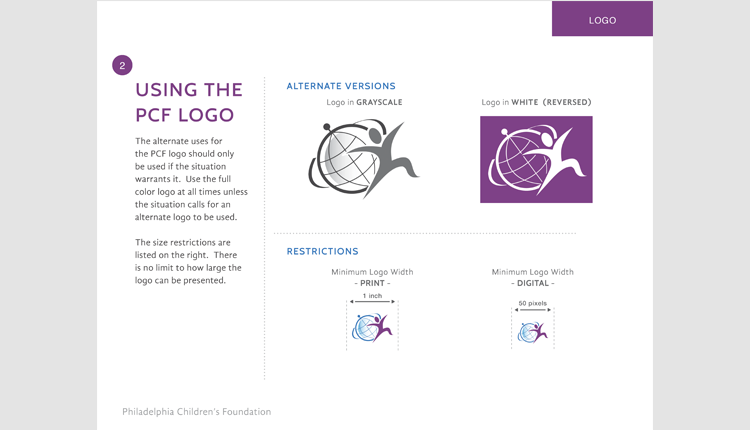 LOGO
2
USING THE
PCF LOGO
The alternate uses for
the PCF logo should only
be used if the situation
warrants it.  Use the full
color logo at all times unless
the situation calls for an
alternate logo to be used.
The size restrictions are
listed on the right.  There
is no limit to how large the
logo can be presented.
ALTERNATE VERSIONS
Logo in GRAYSCALE
Logo in WHITE  (REVERSED)
RESTRICTIONS
Minimum Logo Width
– PRINT –
1 inch
Minimum Logo Width
– DIGITAL –
50 pixels
Philadelphia Children's Foundation